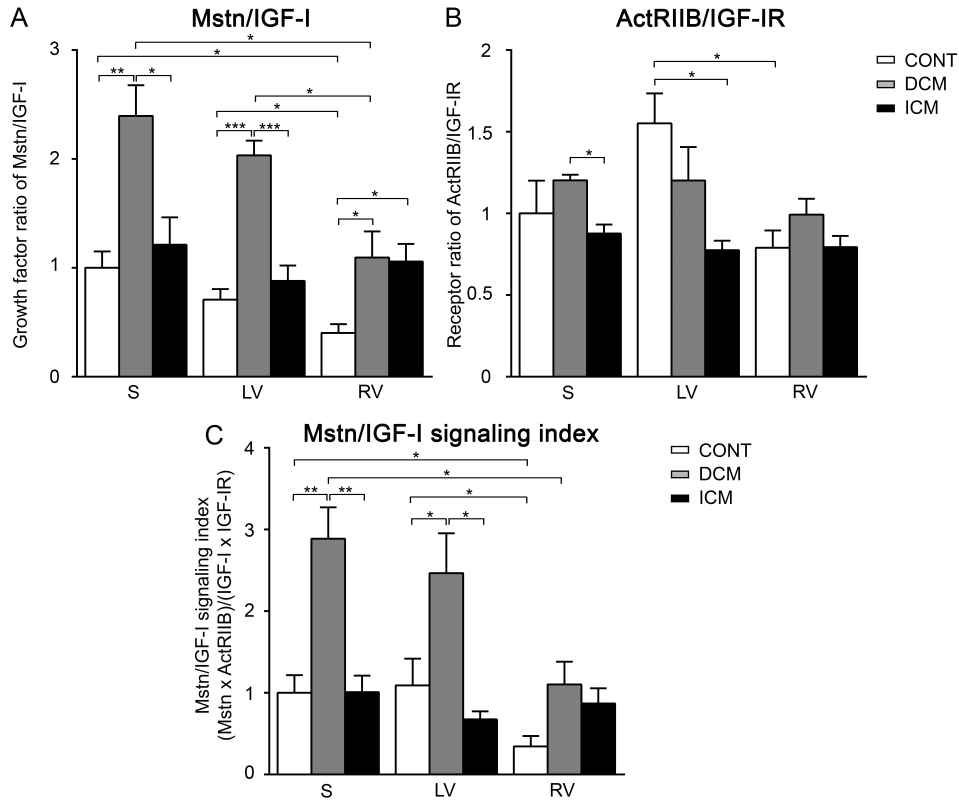 A
Mstn/IGF-I
Growth factor ratio of Mstn/IGF-I
3
2
1
0
*
*
**
*
*
*
***
***
*
*
S
LV
RV
B
ActRIIB/IGF-IR
Receptor ratio of ActRIIB/IGF-IR
2
1.5
1
0.5
0
*
*
*
S
LV
RV
CONT
DCM
ICM
C
Mstn/IGF-I signaling index
Mstn/IGF-I signaling index
(Mstn x ActRIIB)/(IGF-I x IGF-IR)
4
3
2
1
0
*
*
**
**
*
*
*
S
LV
RV
CONT
DCM
ICM